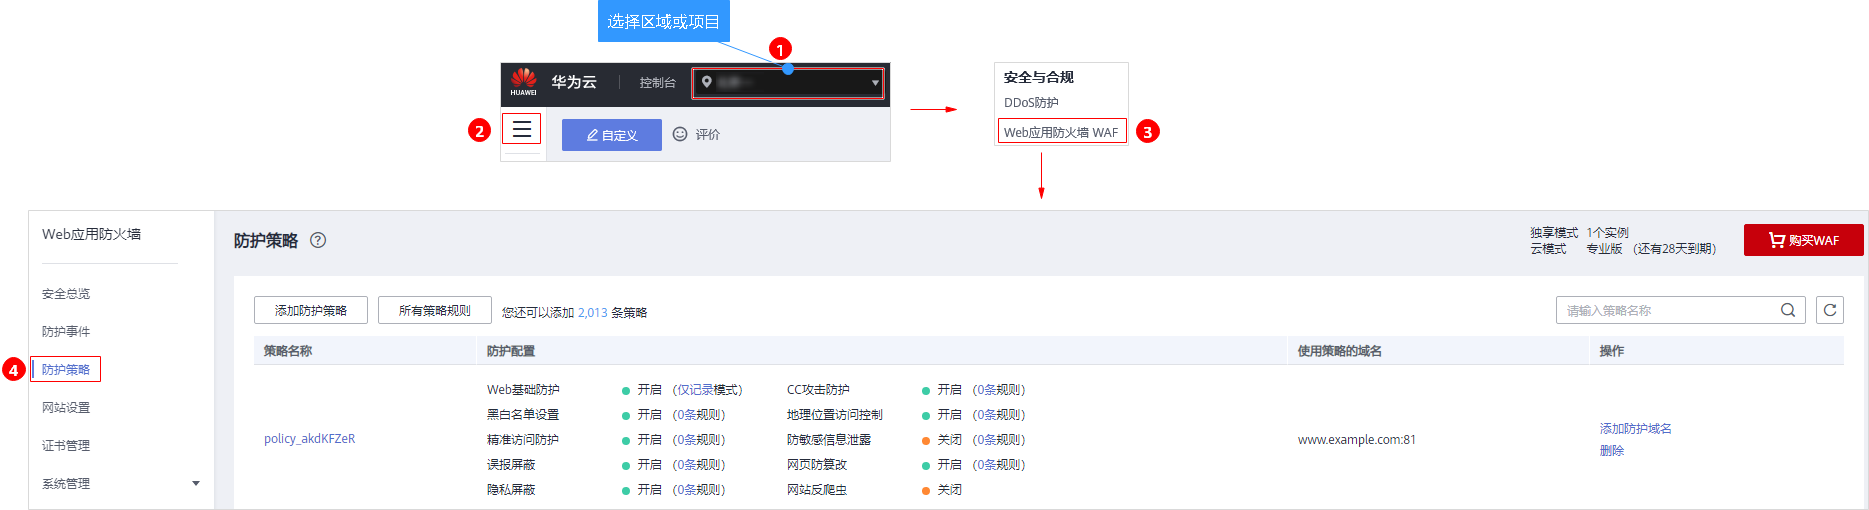 选择区域或项目
1
HUAWEI
华为云
控制台
2
自定义
评价
安全与合规
DDoS防护
Web应用防火墙 WAF
3
Web应用防火墙
安全总览
防护事件
4
防护策略
网站设置
证书管理
系统管理
防护策略 ?
独享模式 1个实例
云模式 专业版 （还有28天到期）
购买WAF
添加防护策略
所有策略规则
您还可以添加 2,013 条策略
请输入策略名称
策略名称 防护配置 使用策略的域名 操作
policy_akdKFZeR
Web基础防护 开启 （仅记录模式） CC攻击防护 开启 （0条规则）
黑白名单设置 开启 （0条规则） 地理位置访问控制 开启 （0条规则）
精准访问防护 开启 （0条规则） 防敏感信息泄露 关闭 （0条规则）
误报屏蔽 开启 （0条规则） 网页防篡改 开启 （0条规则）
隐私屏蔽 开启 （0条规则） 网站反爬虫 关闭
www.example.com:81
添加防护域名
删除